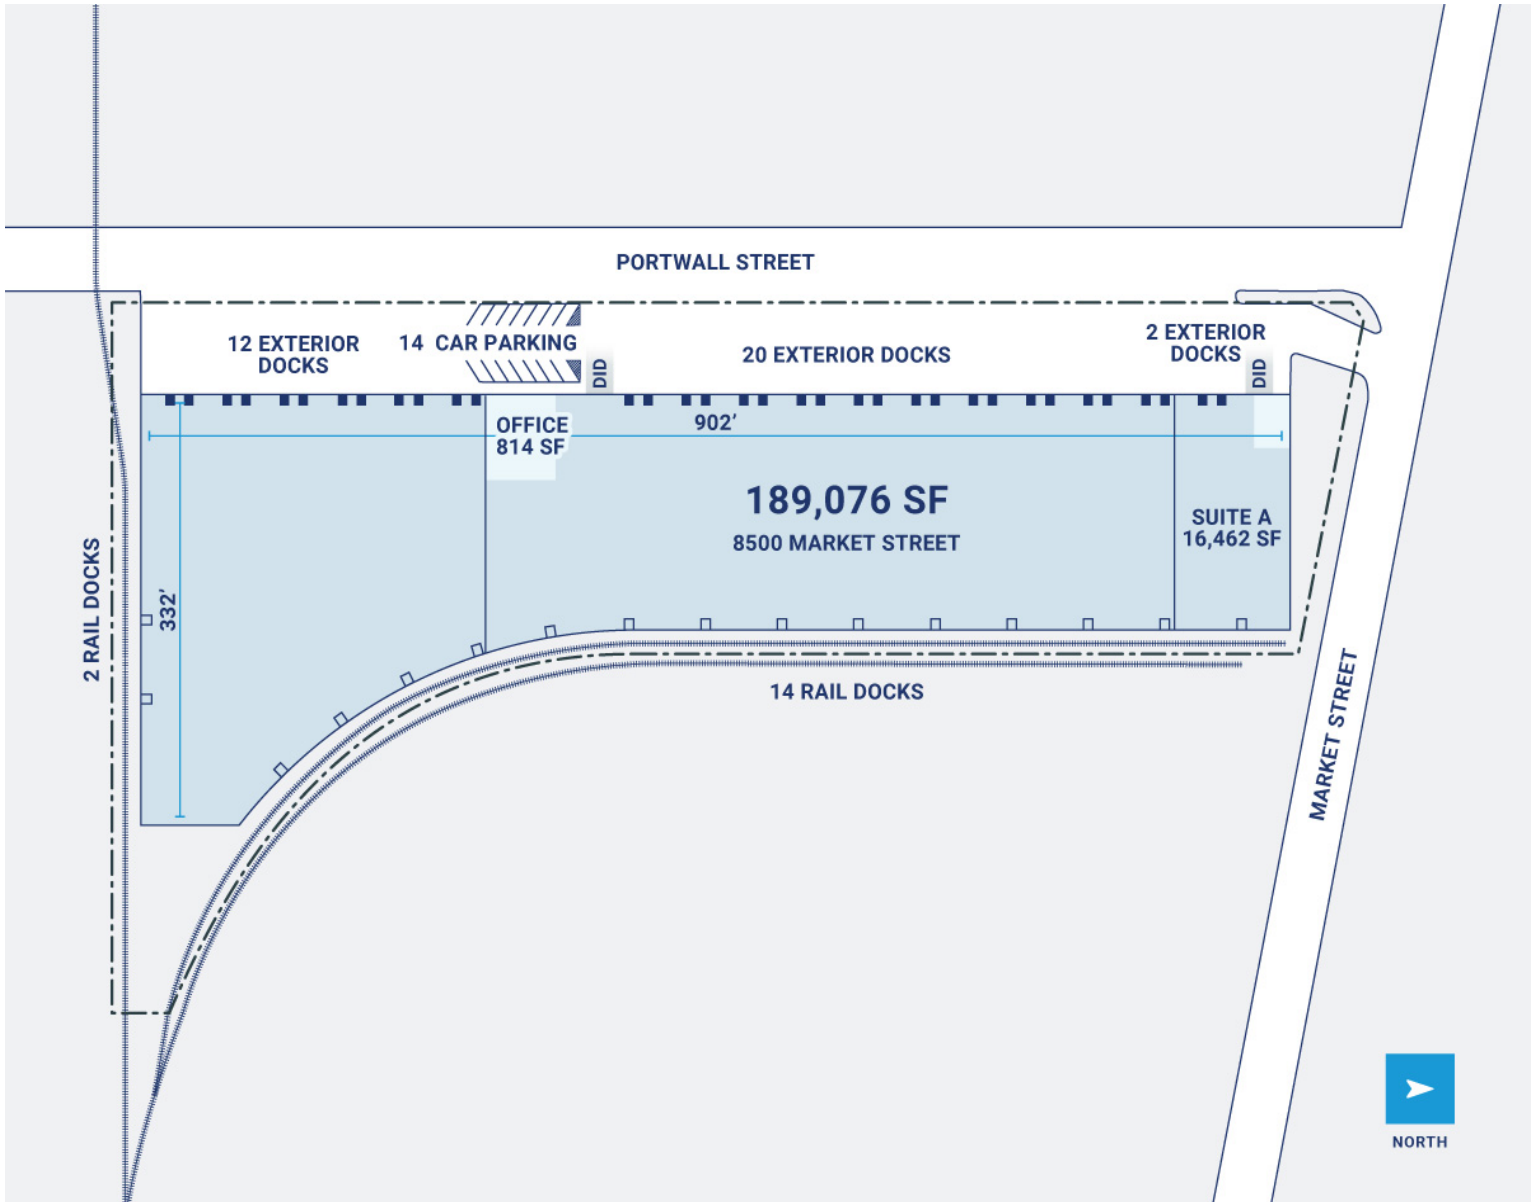 PORTWALL STREET
12 EXTERIOR
DOCKS
14 CAR PARKING
DID
20 EXTERIOR DOCKS
2 EXTERIOR
DOCKS
DID
OFFICE
814 SF
902’
189,076 SF
8500 MARKET STREET
SUITE A
16,462 SF
2 RAIL DOCKS
332’
14 RAIL DOCKS
MARKET STREET
NORTH